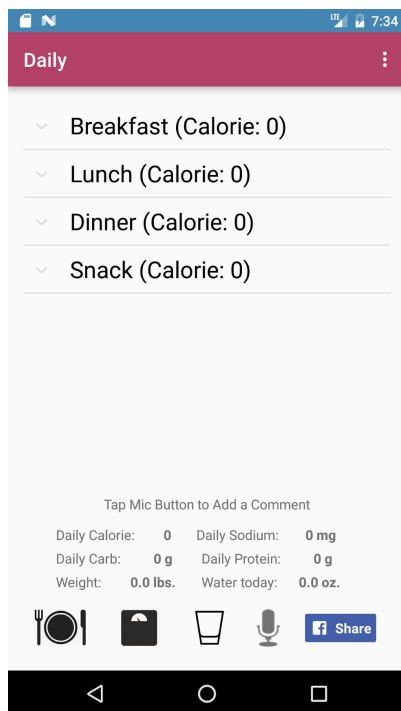 LTE 7:34
Daily
Breakfast (Calorie: 0)
Lunch (Calorie: 0)
Dinner (Calorie: 0)
Snack (Calorie: 0)
Tap Mic Button to Add a Comment
Daily Calorie: 0 Daily Sodium: 0 mg
Daily Carb: 0 g Daily Protein: 0 g
Weight: 0.0 lbs. Water today: 0.0 oz.
Share